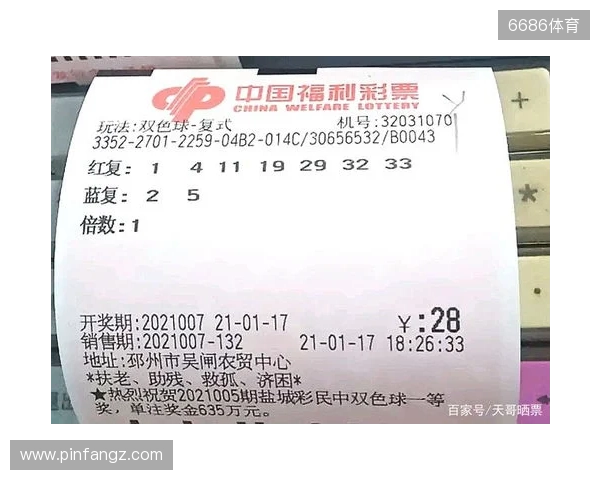 6686体育
中国福利彩票
CHINA WELFARE LOTTERY
玩法:双色球-复式 机号:32031070
3352-2701-2259-04B2-014C/30656532/B0043
红复: 1 4 11 19 29 32 33
蓝复: 2 5
倍数:1
开奖期:2021007 21-01-17 ¥:28
销售期:2021007-132 21-01-17 18:26:33
地址:邳州市吴闸农贸中心
*扶老、助残、救孤、济困*
★热烈祝贺2021005期盐城彩民中双色球一等
奖，单注奖金635万元。
百家号/天哥晒票
www.pinfangz.com
+
*